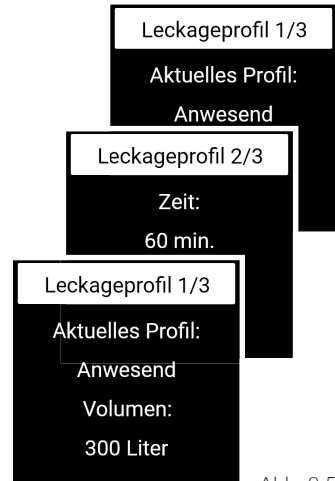 Leckageprofil 1/3
Aktuelles Profil:
Anwesend
Leckageprofil 2/3
Zeit:
60 min.
Leckageprofil 1/3
Aktuelles Profil:
Anwesend
Volumen:
300 Liter